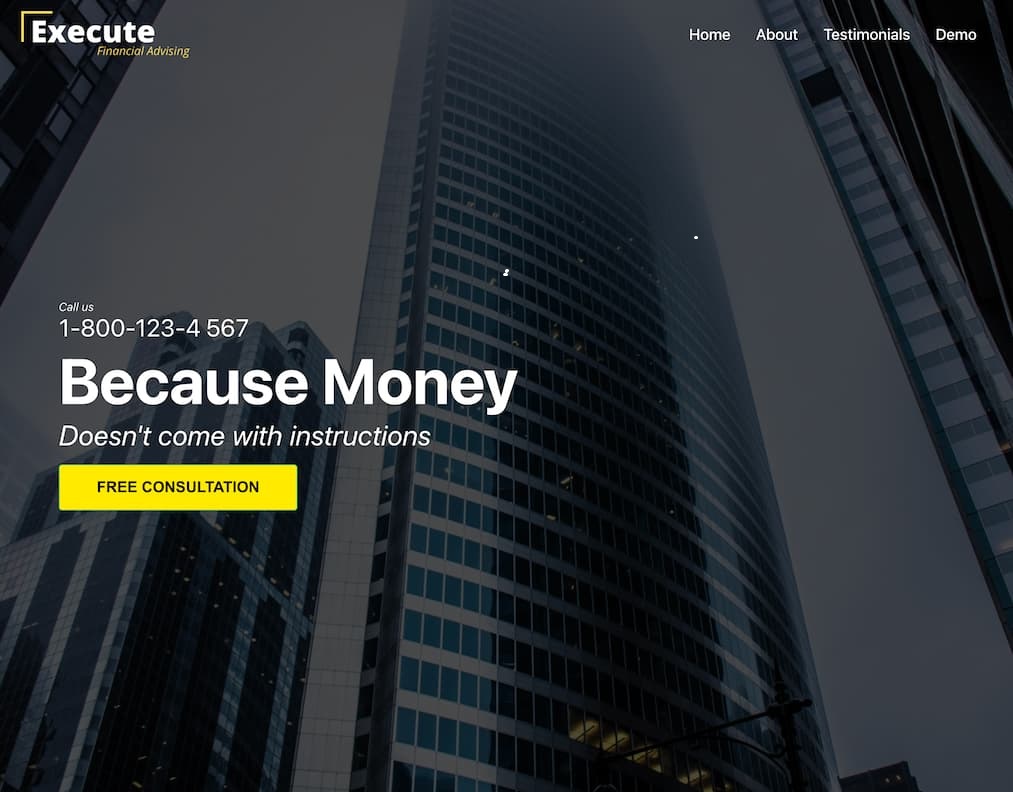 Execute
Financial Advising
Home About Testimonials Demo
Call us
1-800-123-4 567
Because Money
Doesn't come with instructions
FREE CONSULTATION